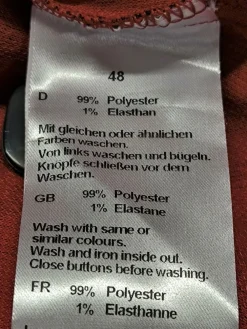 48
D 99% Polyester
1% Elasthan
Mit gleichen oder ähnlichen
Farben waschen.
Von links waschen und bügeln.
Knöpfe schließen vor dem
Waschen.
GB 99% Polyester
1% Elastane
Wash with same or
similar colours.
Wash and iron inside out.
Close buttons before washing.
FR 99% Polyester
1% Elasthanne